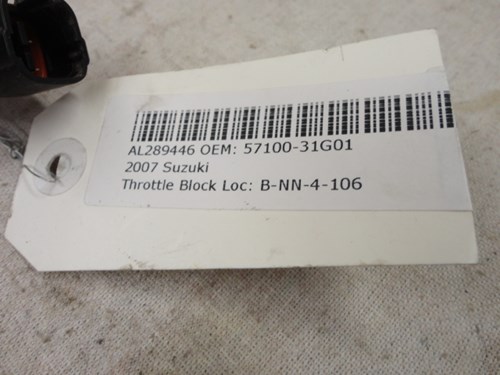 AL289446 OEM: 57100-31G01
2007 Suzuki
Throttle Block Loc: B-NN-4-106